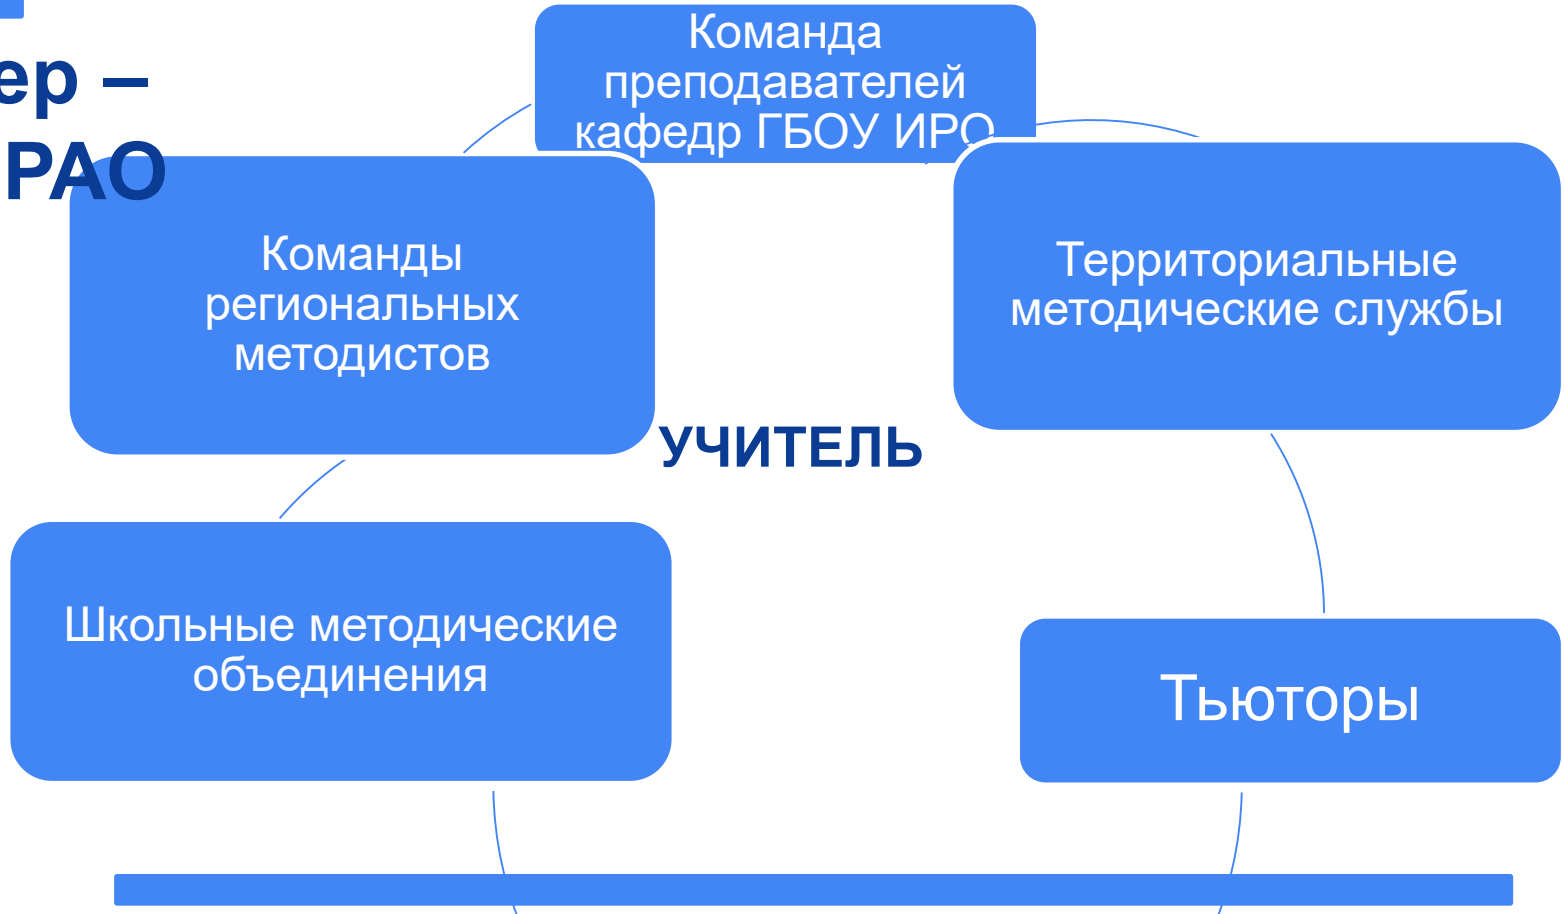 ер –
РАО
Команда
преподавателей
кафедр ГБОУ ИРО
Команды
региональных
методистов
Территориальные
методические службы
УЧИТЕЛЬ
Школьные методические
объединения
Тьюторы